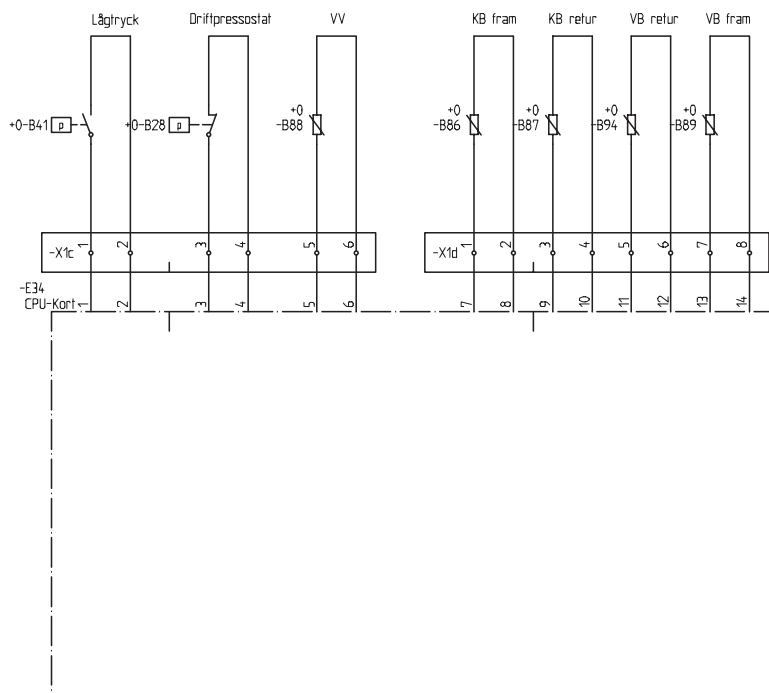 Lågtryck Driftpressostat VV KB fram KB retur VB retur VB fram
+0 +0 +0 +0 +0
+0-B41 p +0-B28 p -B88 -B86 -B87 -B94 -B89
-X1c 1 2 3 4 5 6 -X1d 1 2 3 4 5 6 7 8
-E34
CPU-Kort 1 2 3 4 5 6 7 8 9 10 11 12 13 14